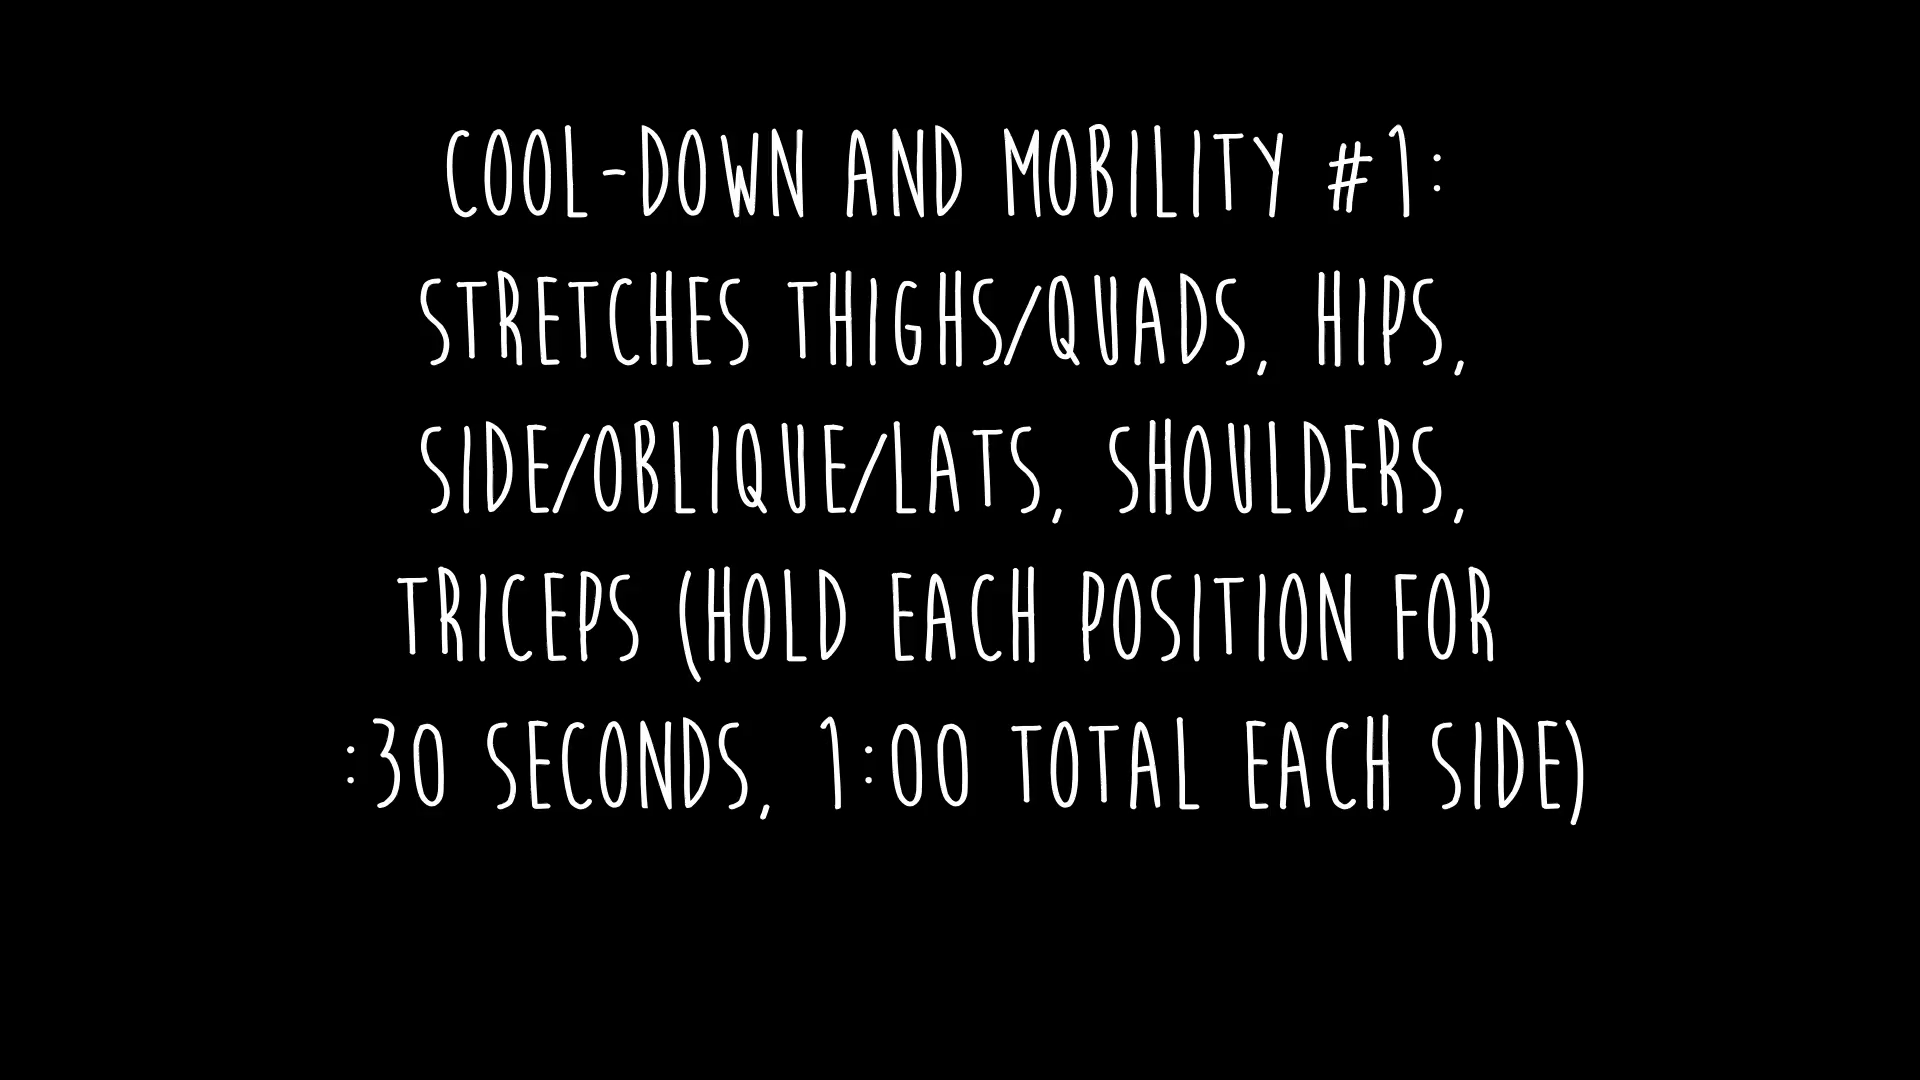 COOL-DOWN AND MOBILITY #1:
STRETCHES THIGHS/QUADS, HIPS,
SIDE/OBLIQUE/LATS, SHOULDERS,
TRICEPS (HOLD EACH POSITION FOR
:30 SECONDS, 1:00 TOTAL EACH SIDE)